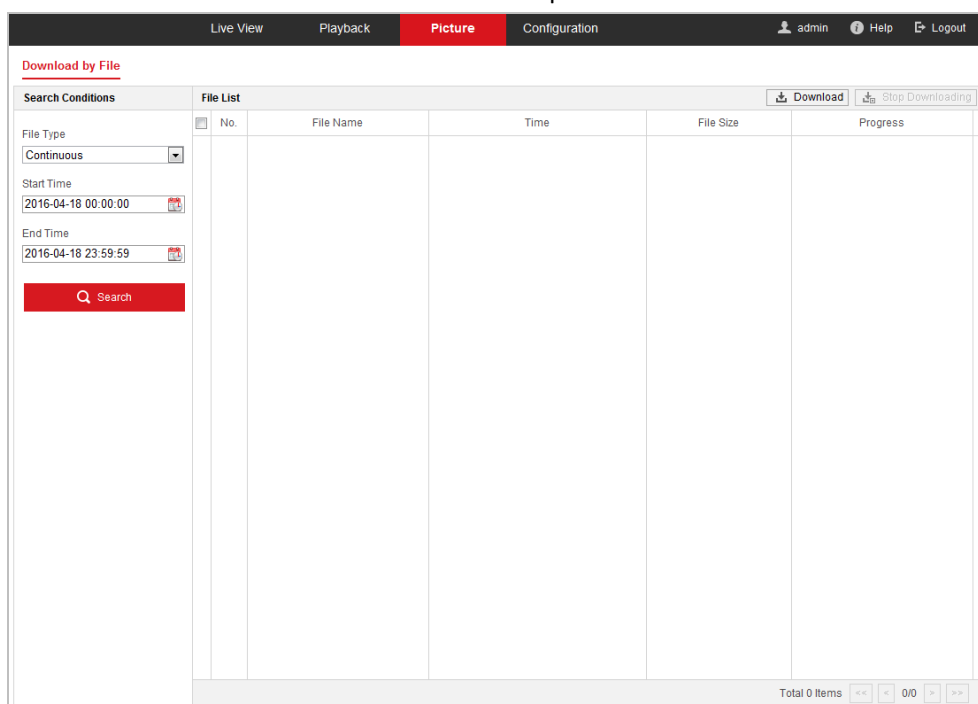 Live View Playback Picture Configuration admin Help Logout
Download by File
Search Conditions
File Type
Continuous
Start Time
2016-04-18 00:00:00
End Time
2016-04-18 23:59:59
Search
File List Download Stop Downloading
No. File Name Time File Size Progress
Total 0 Items << < 0/0 > >>